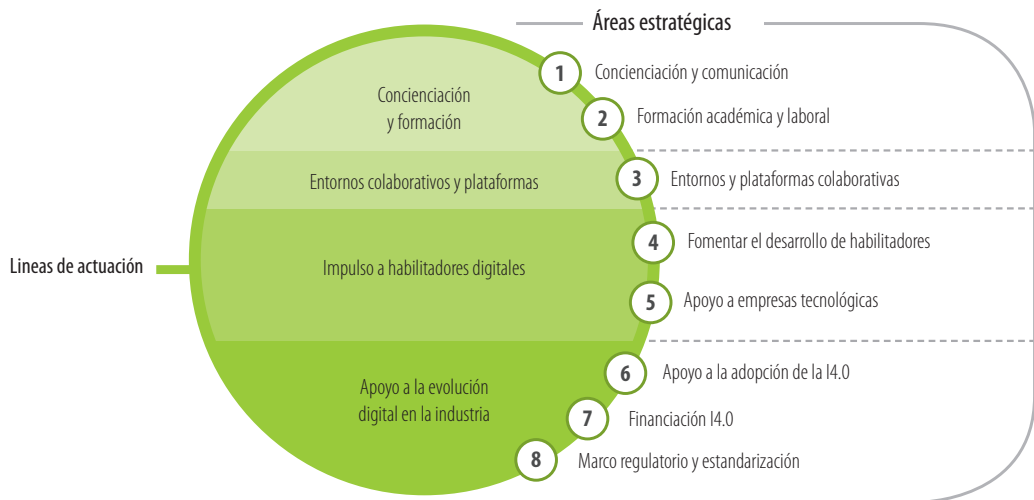 Áreas estratégicas
Concienciación
y formación
1 Concienciación y comunicación
2 Formación académica y laboral
Entornos colaborativos y plataformas
3 Entornos y plataformas colaborativas
Lineas de actuación
Impulso a habilitadores digitales
4 Fomentar el desarrollo de habilitadores
5 Apoyo a empresas tecnológicas
Apoyo a la evolución
digital en la industria
6 Apoyo a la adopción de la I4.0
7 Financiación I4.0
8 Marco regulatorio y estandarización